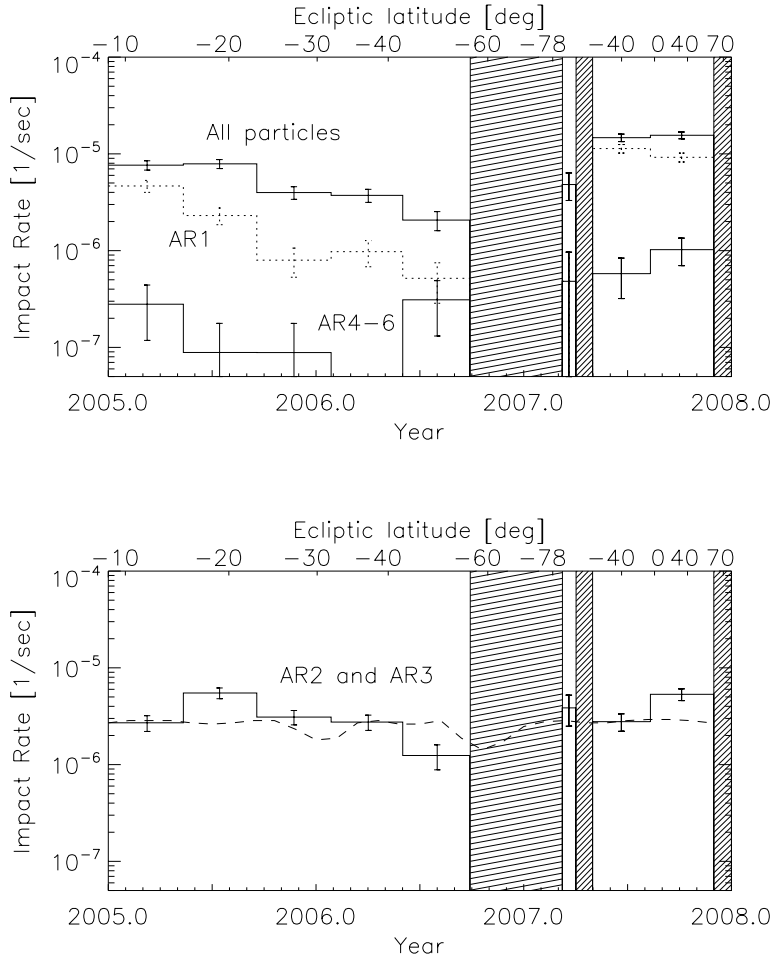 Ecliptic latitude [deg]
−10 −20 −30 −40 −60 −78 −40 0 40 70
10⁻⁴
All particles
10⁻⁵
AR1
10⁻⁶
AR4−6
10⁻⁷
Impact Rate [1/sec]
2005.0 2006.0 2007.0 2008.0
Year
Ecliptic latitude [deg]
−10 −20 −30 −40 −60 −78 −40 0 40 70
10⁻⁴
10⁻⁵
AR2 and AR3
10⁻⁶
10⁻⁷
Impact Rate [1/sec]
2005.0 2006.0 2007.0 2008.0
Year